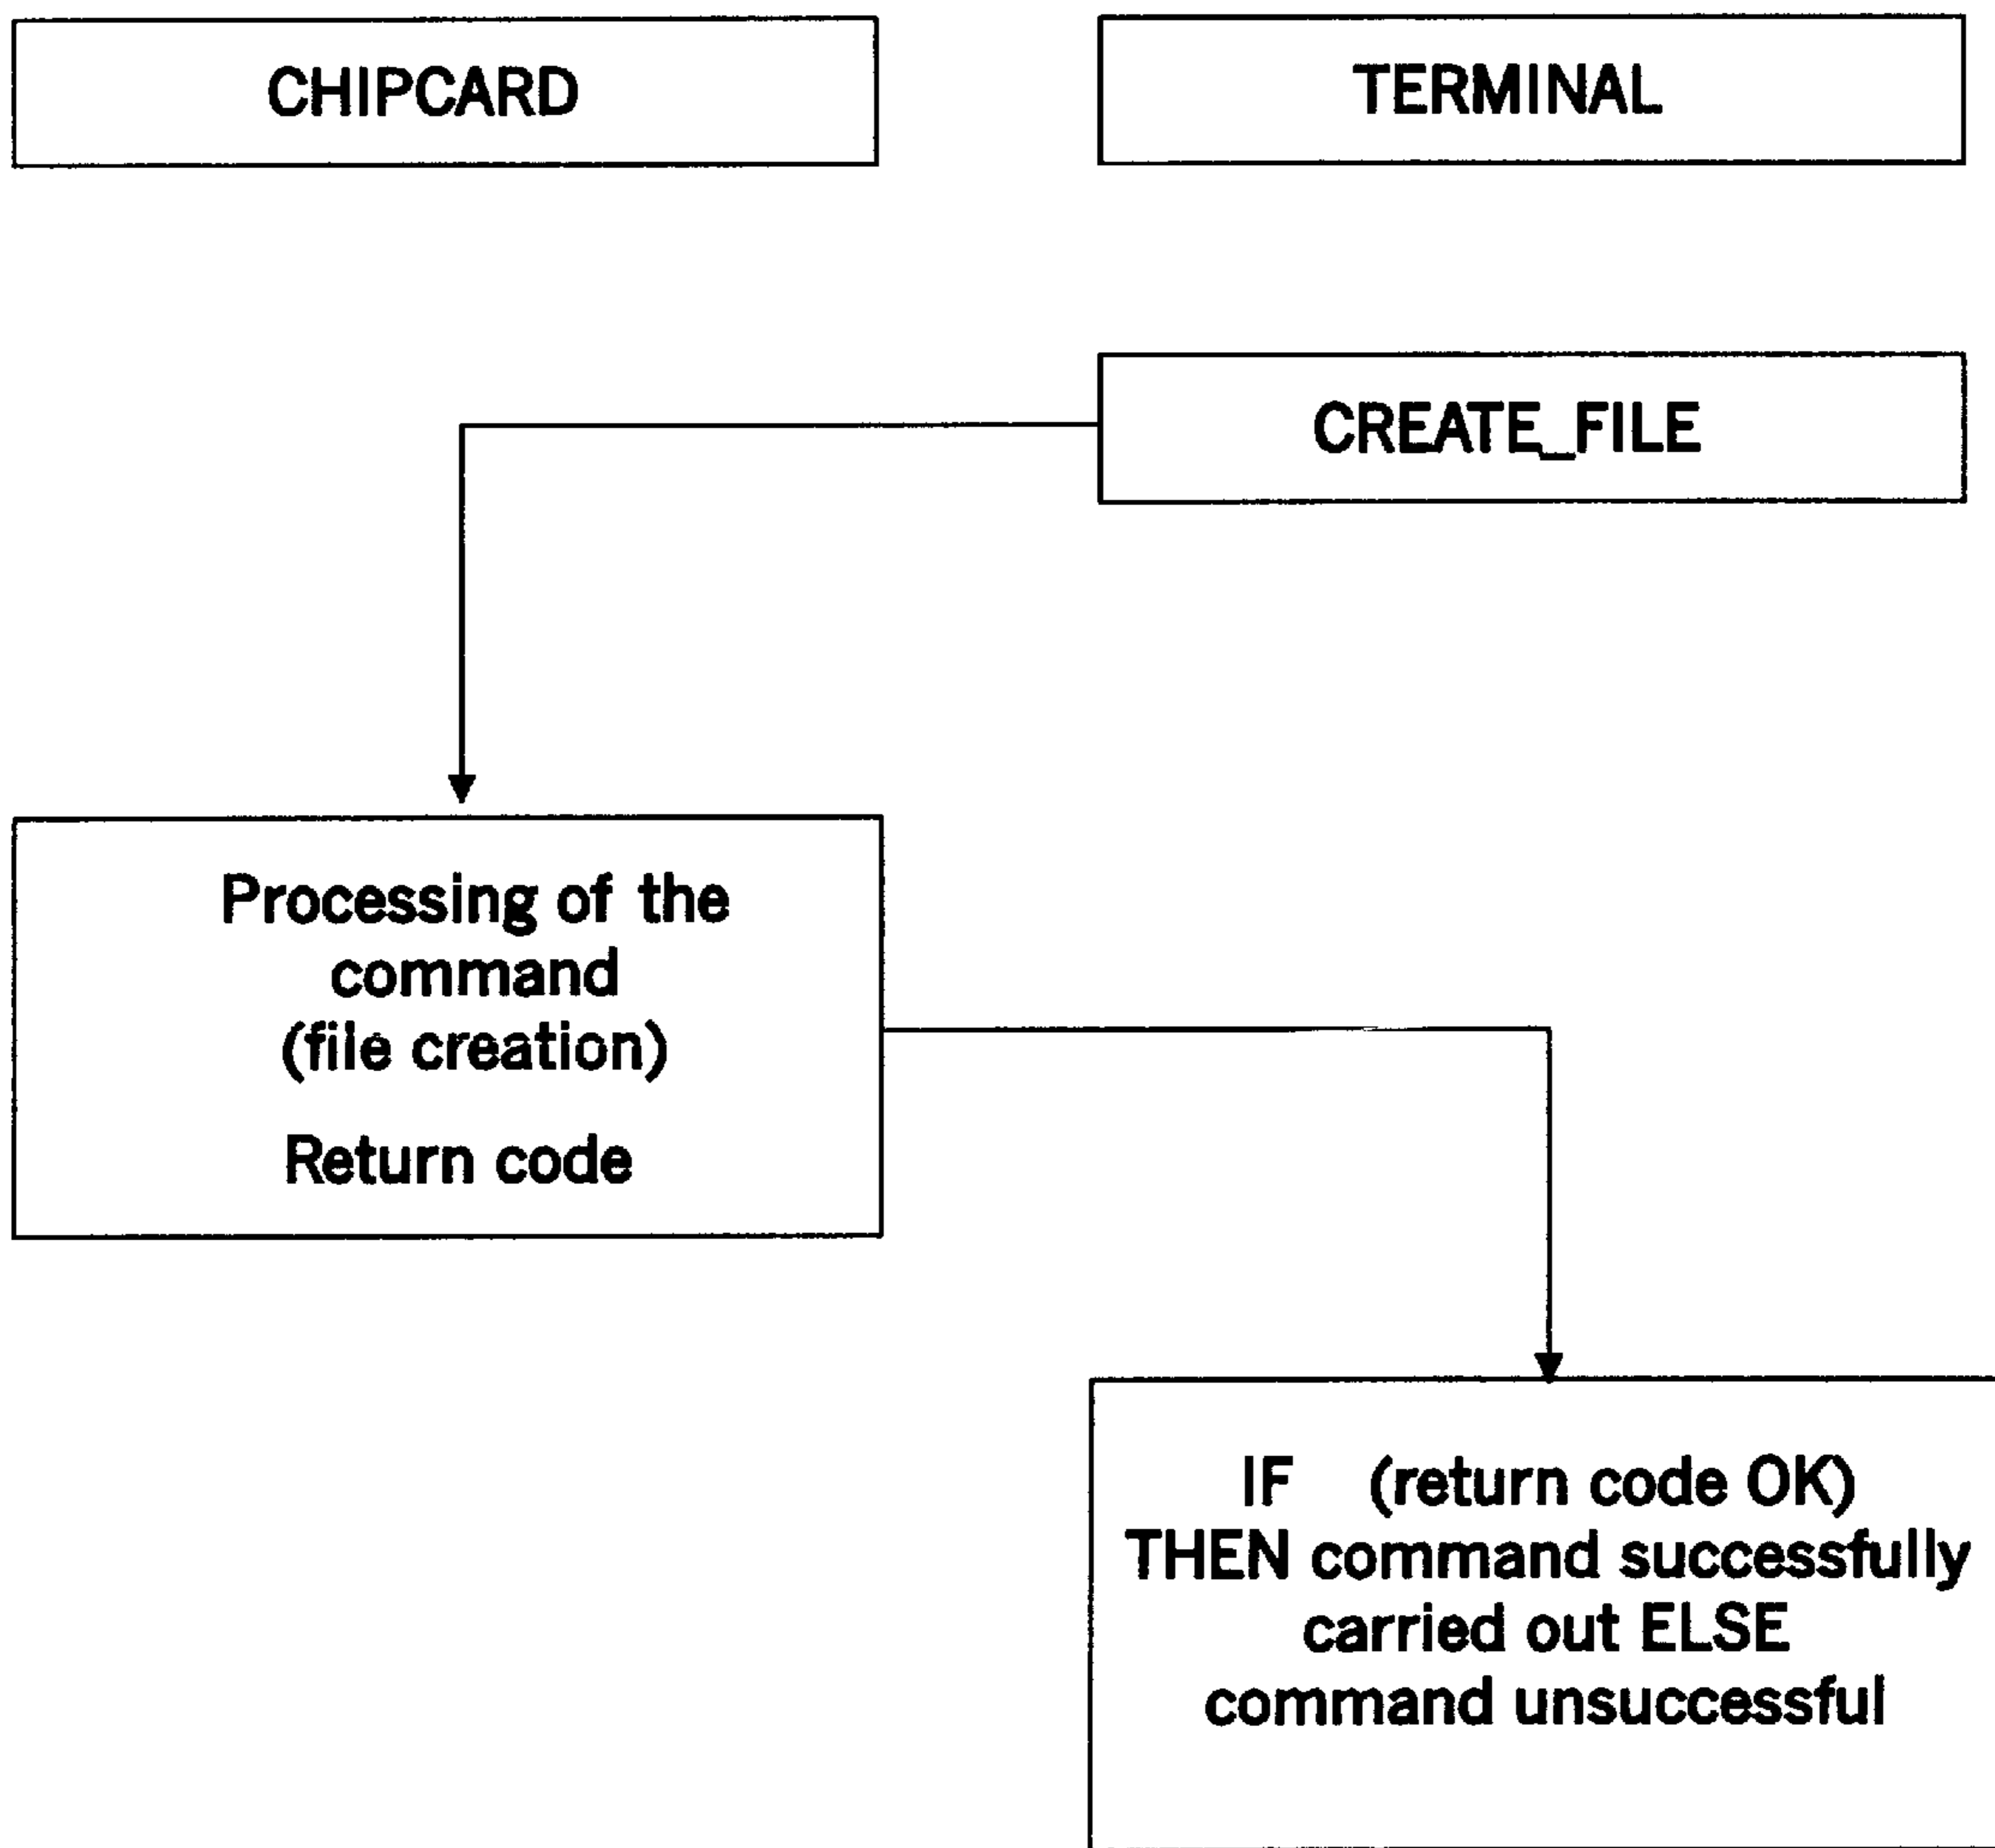 CHIPCARD
TERMINAL
CREATE_FILE
Processing of the
command
(file creation)
Return code
IF (return code OK)
THEN command successfully
carried out ELSE
command unsuccessful